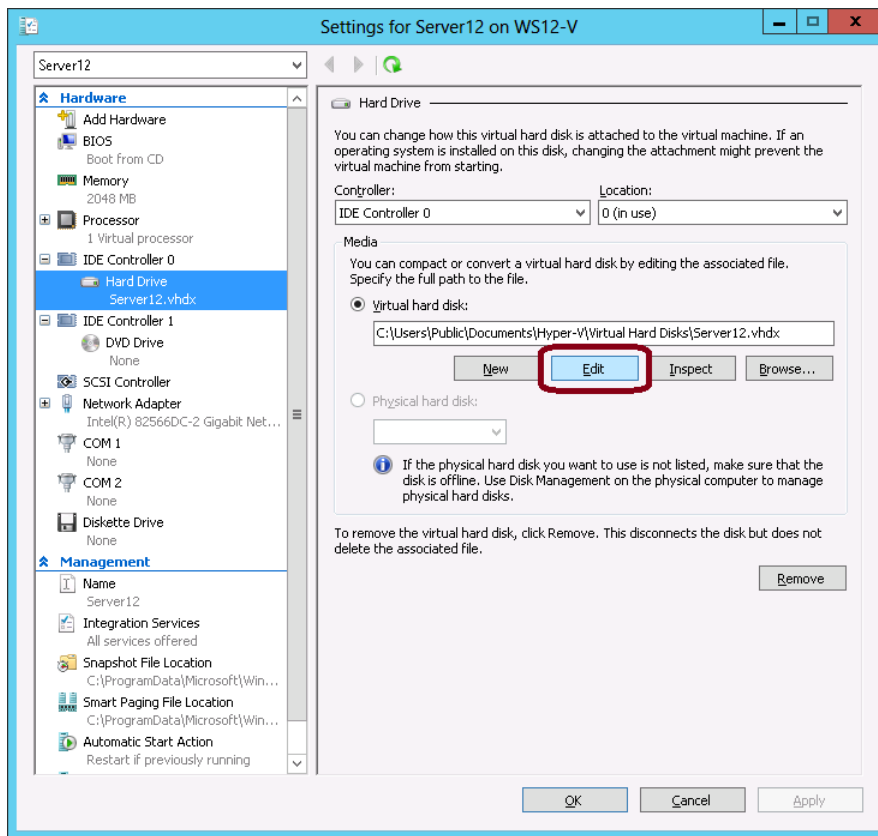 Settings for Server12 on WS12-V
Server12
Hardware
Add Hardware
BIOS
Boot from CD
Memory
2048 MB
Processor
1 Virtual processor
IDE Controller 0
Hard Drive
Server12.vhdx
IDE Controller 1
DVD Drive
None
SCSI Controller
Network Adapter
Intel(R) 82566DC-2 Gigabit Net...
COM 1
None
COM 2
None
Diskette Drive
None
Management
Name
Server12
Integration Services
All services offered
Snapshot File Location
C:\ProgramData\Microsoft\Win...
Smart Paging File Location
C:\ProgramData\Microsoft\Win...
Automatic Start Action
Restart if previously running
Hard Drive
You can change how this virtual hard disk is attached to the virtual machine. If an
operating system is installed on this disk, changing the attachment might prevent the
virtual machine from starting.
Controller:
Location:
IDE Controller 0
0 (in use)
Media
You can compact or convert a virtual hard disk by editing the associated file.
Specify the full path to the file.
Virtual hard disk:
C:\Users\Public\Documents\Hyper-V\Virtual Hard Disks\Server12.vhdx
New
Edit
Inspect
Browse...
Physical hard disk:
If the physical hard disk you want to use is not listed, make sure that the
disk is offline. Use Disk Management on the physical computer to manage
physical hard disks.
To remove the virtual hard disk, click Remove. This disconnects the disk but does not
delete the associated file.
Remove
OK
Cancel
Apply